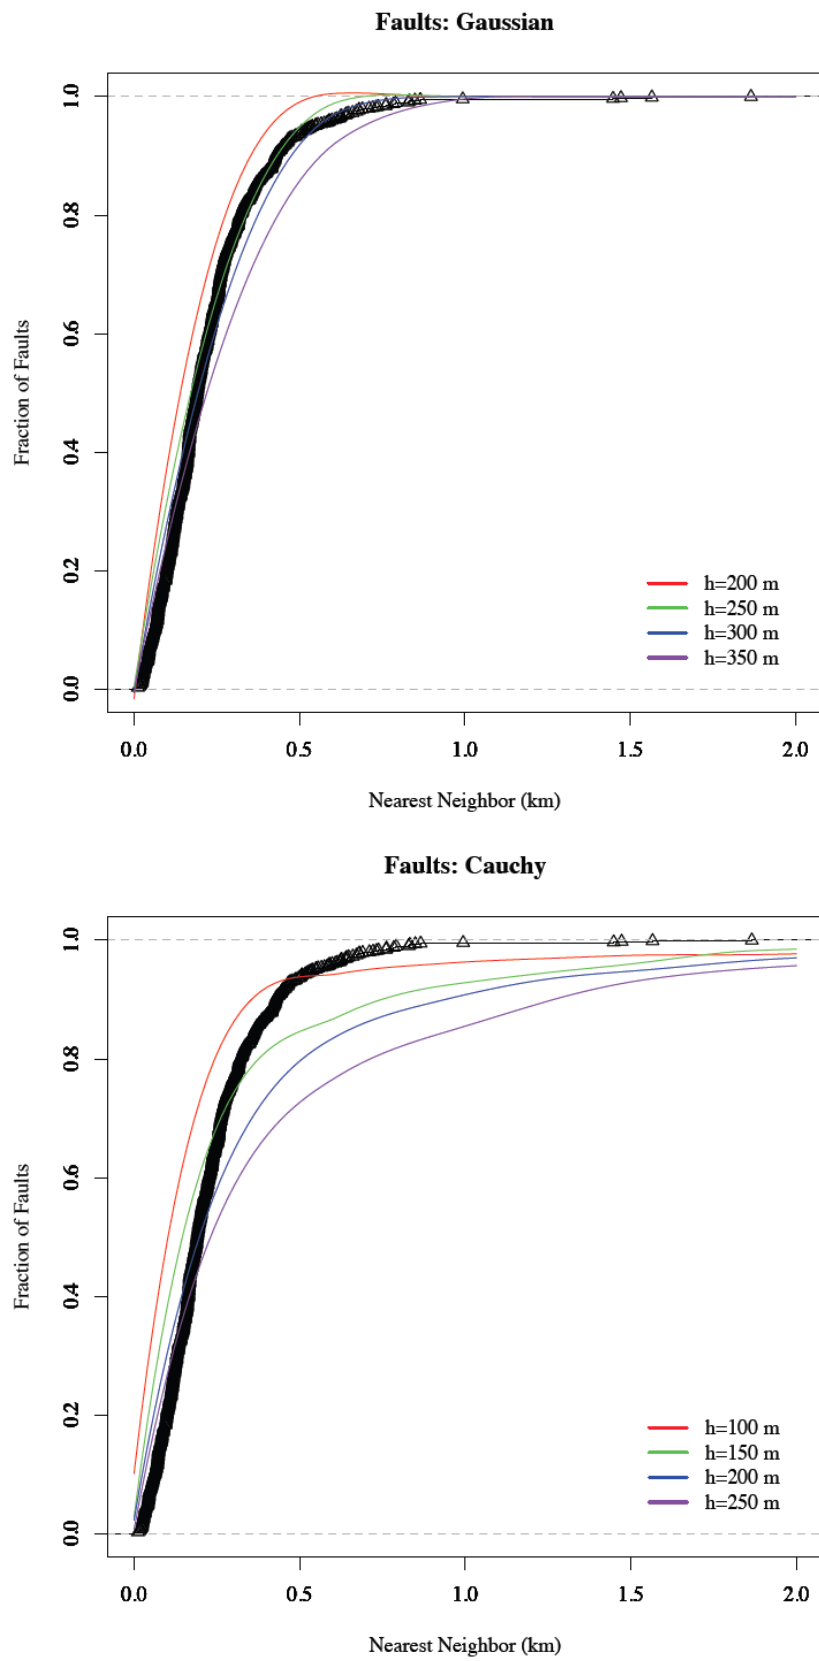 Faults: Gaussian
1.0
0.8
0.6
0.4
0.2
0.0
Fraction of Faults
h=200 m
h=250 m
h=300 m
h=350 m
0.0 0.5 1.0 1.5 2.0
Nearest Neighbor (km)
Faults: Cauchy
1.0
0.8
0.6
0.4
0.2
0.0
Fraction of Faults
h=100 m
h=150 m
h=200 m
h=250 m
0.0 0.5 1.0 1.5 2.0
Nearest Neighbor (km)